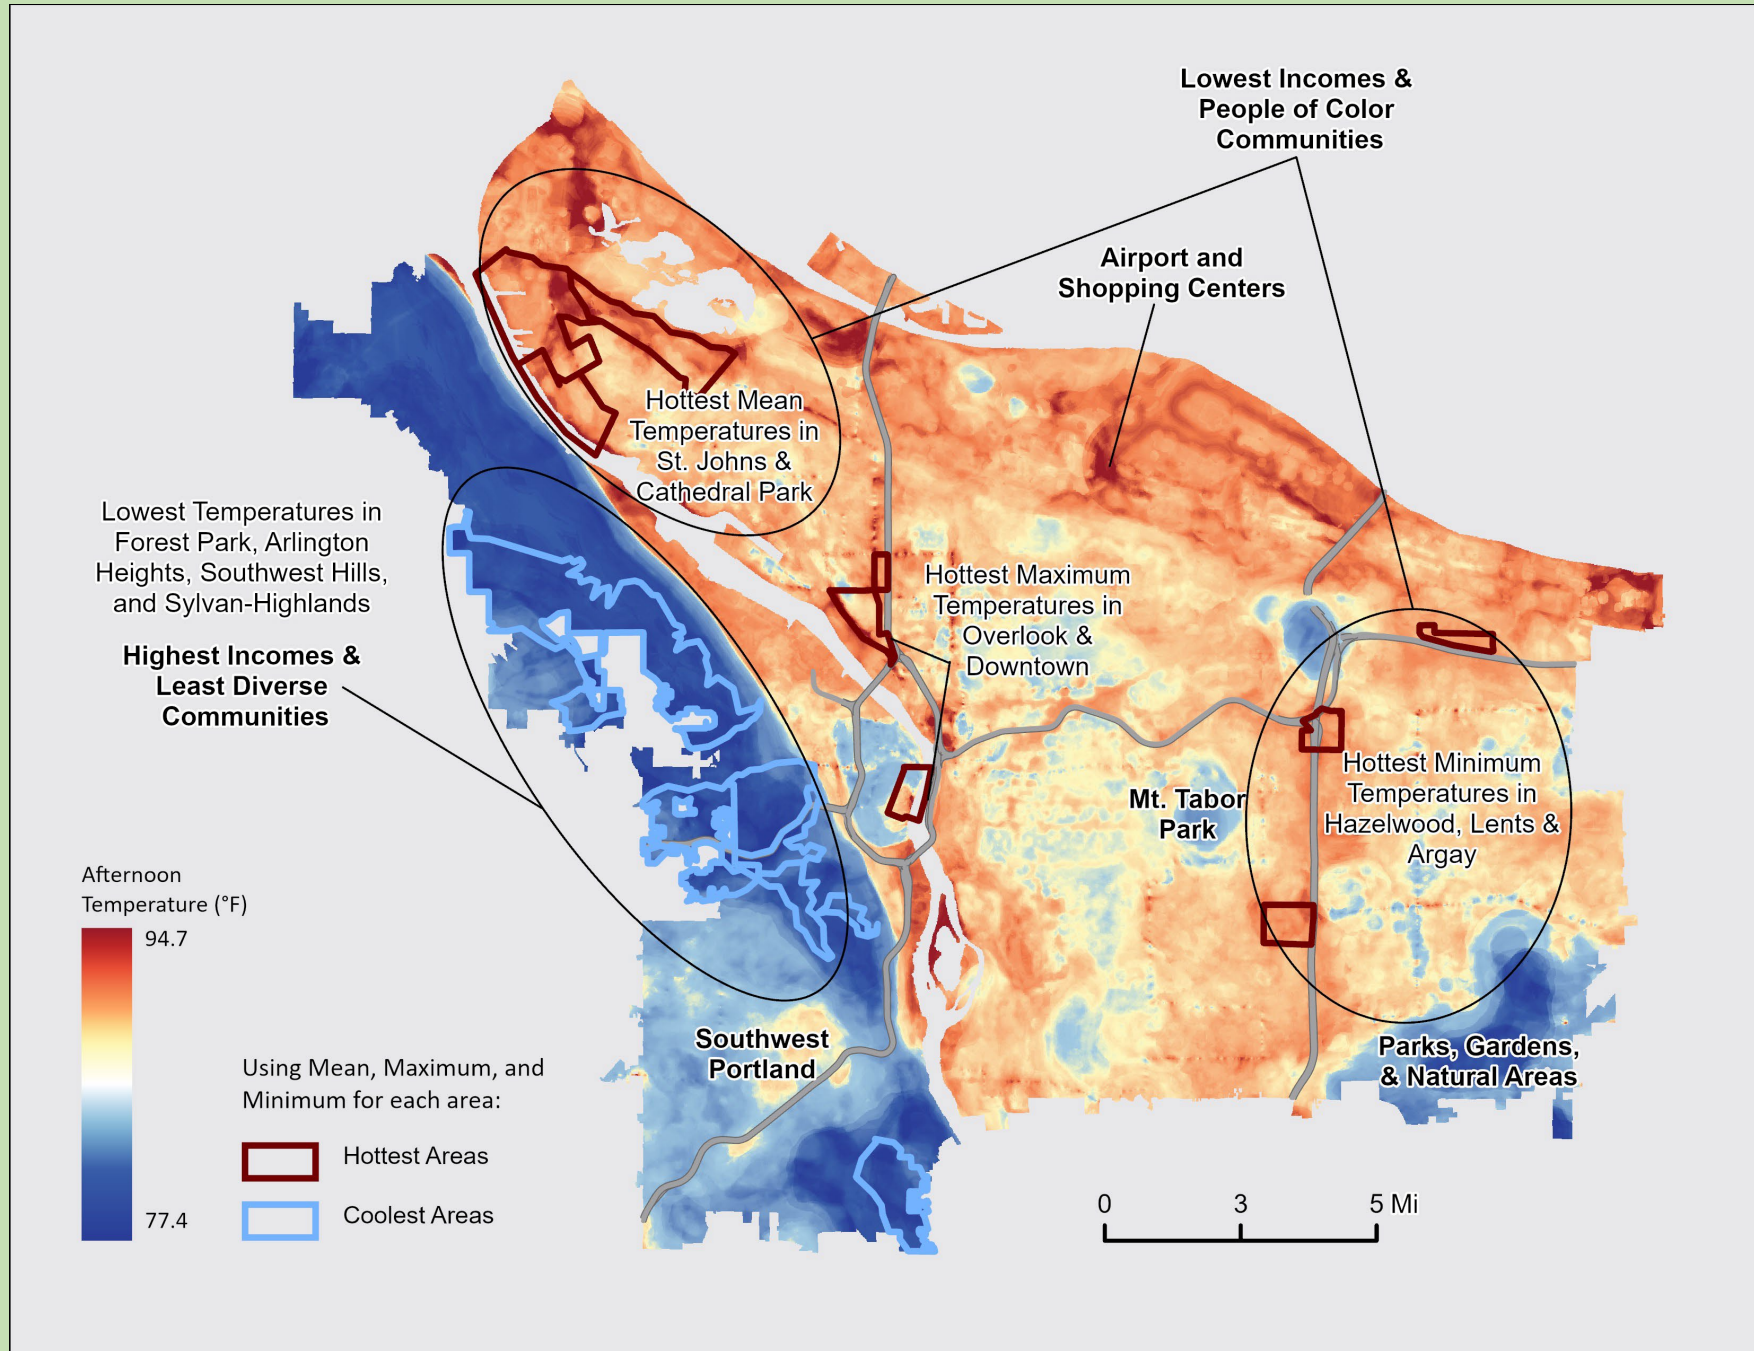 Lowest Incomes &
People of Color
Communities
Airport and
Shopping Centers
Hottest Mean
Temperatures in
St. Johns &
Cathedral Park
Lowest Temperatures in
Forest Park, Arlington
Heights, Southwest Hills,
and Sylvan-Highlands
Highest Incomes &
Least Diverse
Communities
Hottest Maximum
Temperatures in
Overlook &
Downtown
Mt. Tabor
Park
Hottest Minimum
Temperatures in
Hazelwood, Lents &
Argay
Southwest
Portland
Parks, Gardens,
& Natural Areas
Afternoon
Temperature (°F)
94.7
77.4
Using Mean, Maximum, and
Minimum for each area:
Hottest Areas
Coolest Areas
0 3 5 Mi